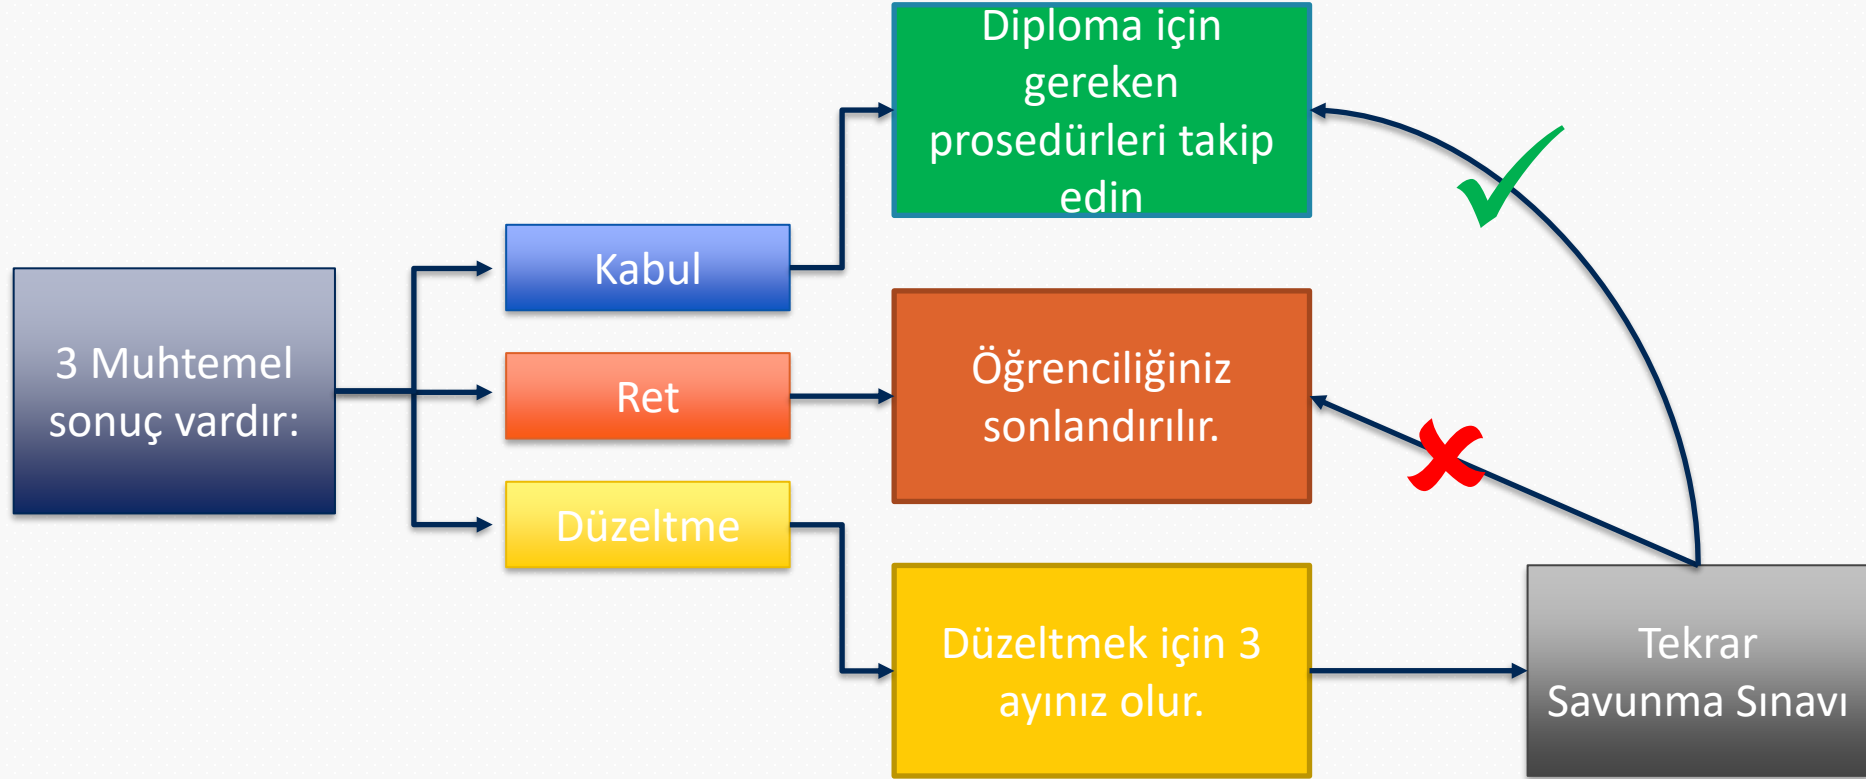 3 Muhtemel
sonuç vardır:
Kabul
Ret
Düzeltme
Diploma için
gereken
prosedürleri takip
edin
Öğrenciliğiniz
sonlandırılır.
Düzeltmek için 3
ayınız olur.
Tekrar
Savunma Sınavı